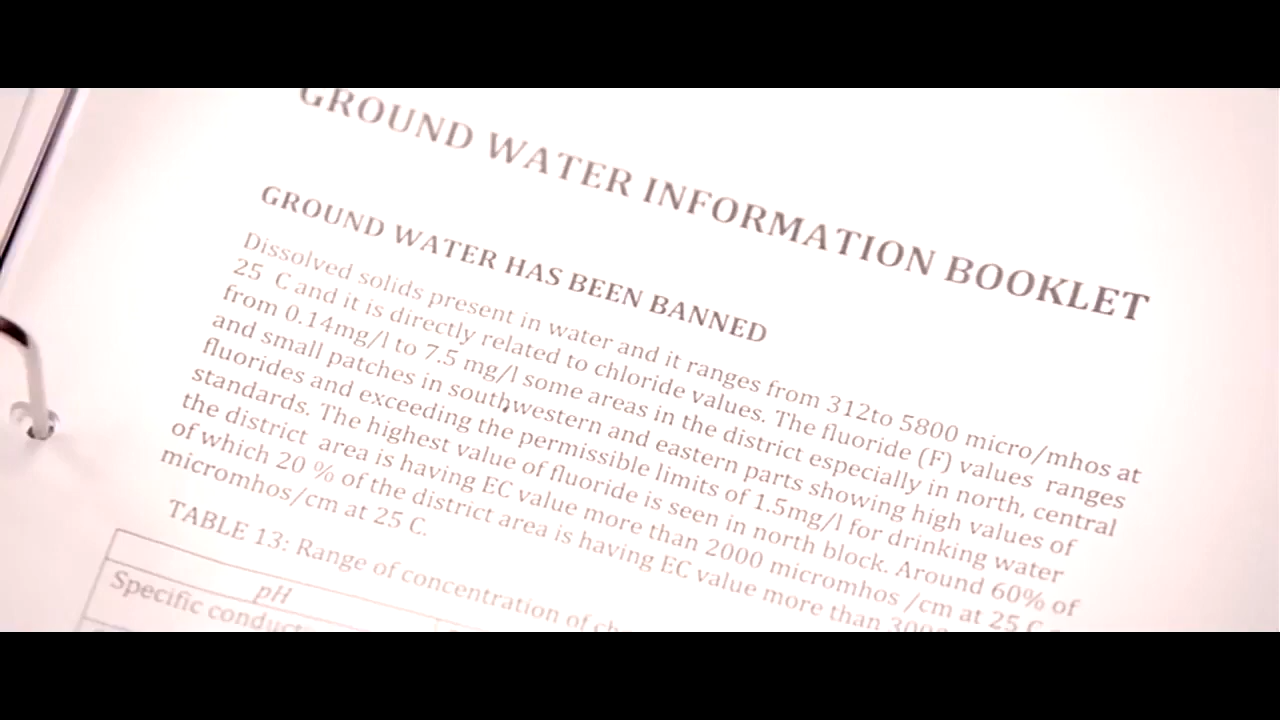 GROUND WATER INFORMATION BOOKLET
GROUND WATER HAS BEEN BANNED
Dissolved solids present in water and it ranges from 312to 5800 micro/mhos at
25 C and it is directly related to chloride values. The fluoride (F) values ranges
from 0.14mg/l to 7.5 mg/l some areas in the district especially in north, central
and small patches in southwestern and eastern parts showing high values of
fluorides and exceeding the permissible limits of 1.5mg/l for drinking water
standards. The highest value of fluoride is seen in north block. Around 60% of
the district area is having EC value more than 2000 micromhos /cm at 25 C
of which 20 % of the district area is having EC value more than
micromhos/cm at 25 C.
TABLE 13: Range of concentration of
pH
Specific